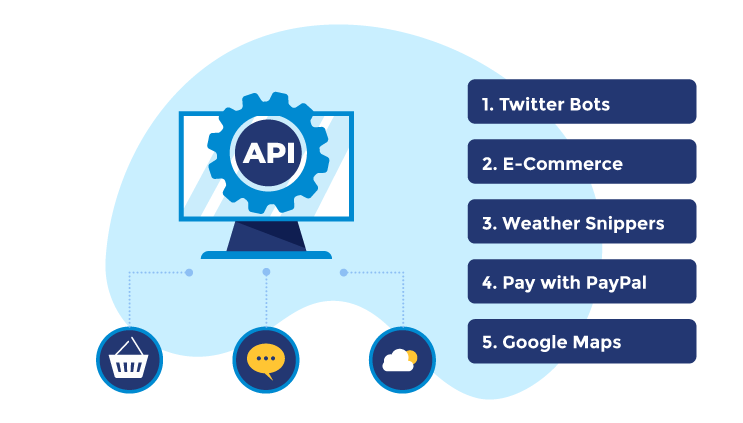 API
1. Twitter Bots
2. E-Commerce
3. Weather Snippers
4. Pay with PayPal
5. Google Maps